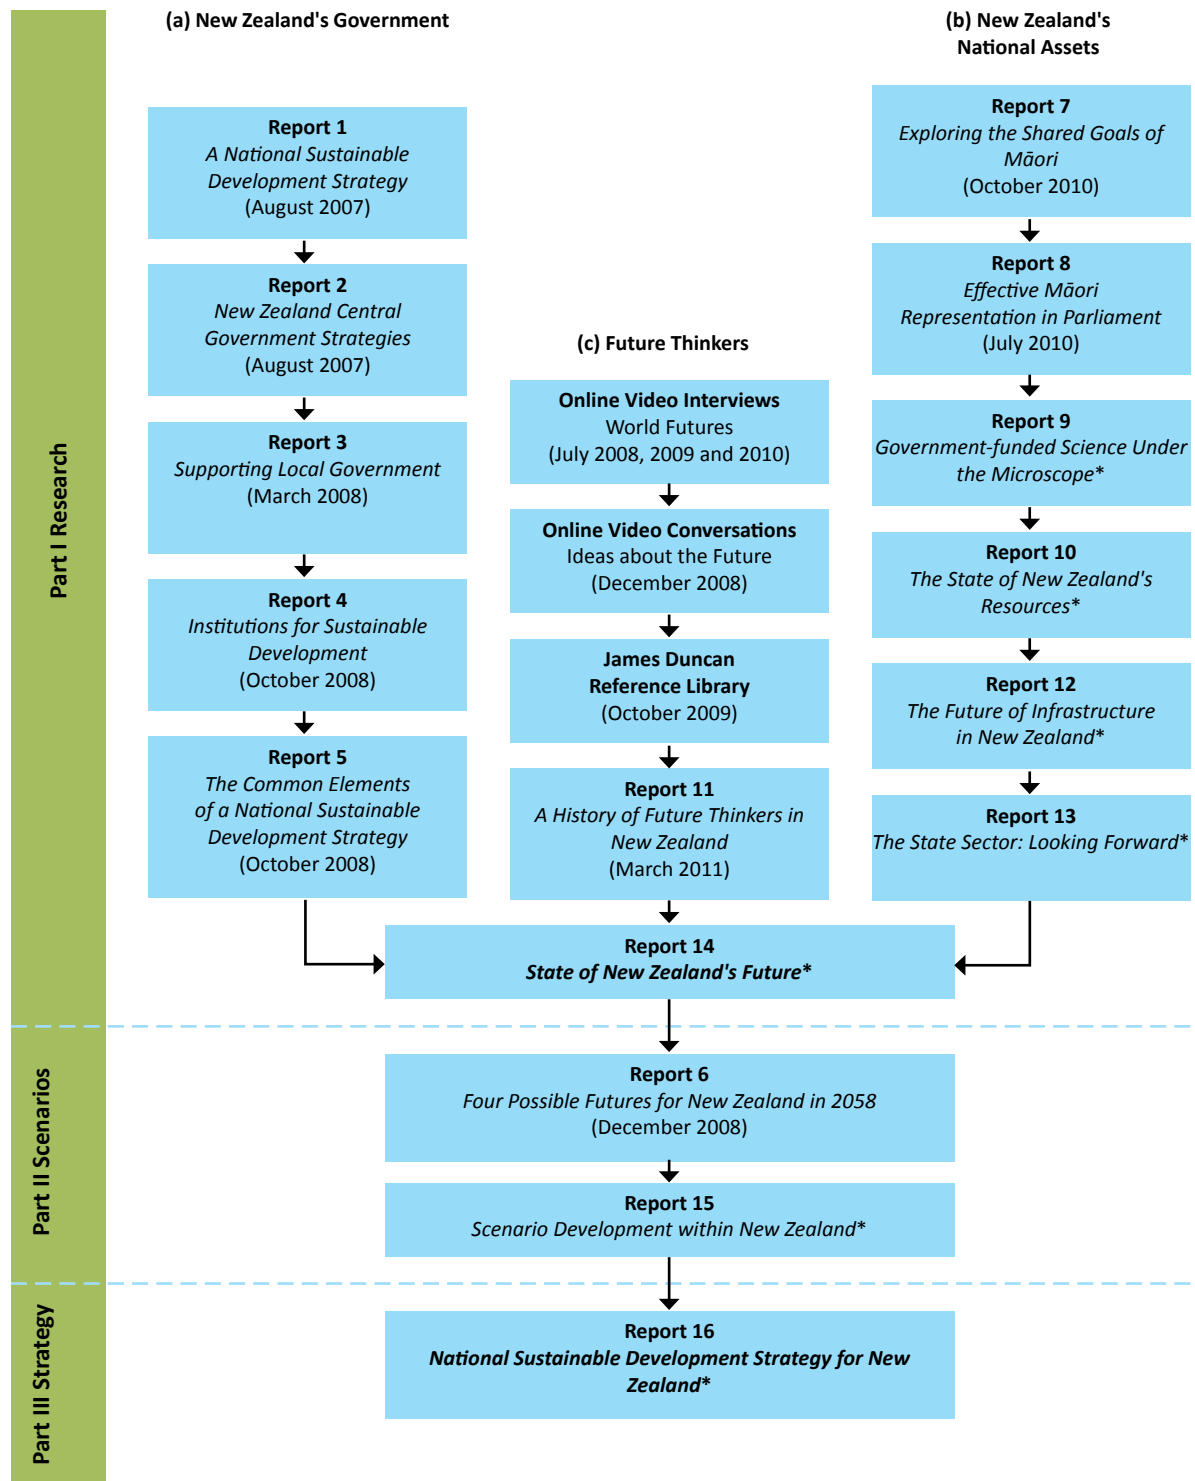 (a) New Zealand's Government
Report 1
A National Sustainable
Development Strategy
(August 2007)
Report 2
New Zealand Central
Government Strategies
(August 2007)
Report 3
Supporting Local Government
(March 2008)
Report 4
Institutions for Sustainable
Development
(October 2008)
Report 5
The Common Elements
of a National Sustainable
Development Strategy
(October 2008)
(c) Future Thinkers
Online Video Interviews
World Futures
(July 2008, 2009 and 2010)
Online Video Conversations
Ideas about the Future
(December 2008)
James Duncan
Reference Library
(October 2009)
Report 11
A History of Future Thinkers in
New Zealand
(March 2011)
(b) New Zealand's
National Assets
Report 7
Exploring the Shared Goals of
Māori
(October 2010)
Report 8
Effective Māori
Representation in Parliament
(July 2010)
Report 9
Government-funded Science Under
the Microscope*
Report 10
The State of New Zealand's
Resources*
Report 12
The Future of Infrastructure
in New Zealand*
Report 13
The State Sector: Looking Forward*
Report 14
State of New Zealand's Future*
Part I Research
Report 6
Four Possible Futures for New Zealand in 2058
(December 2008)
Report 15
Scenario Development within New Zealand*
Part II Scenarios
Report 16
National Sustainable Development Strategy for New
Zealand*
Part III Strategy